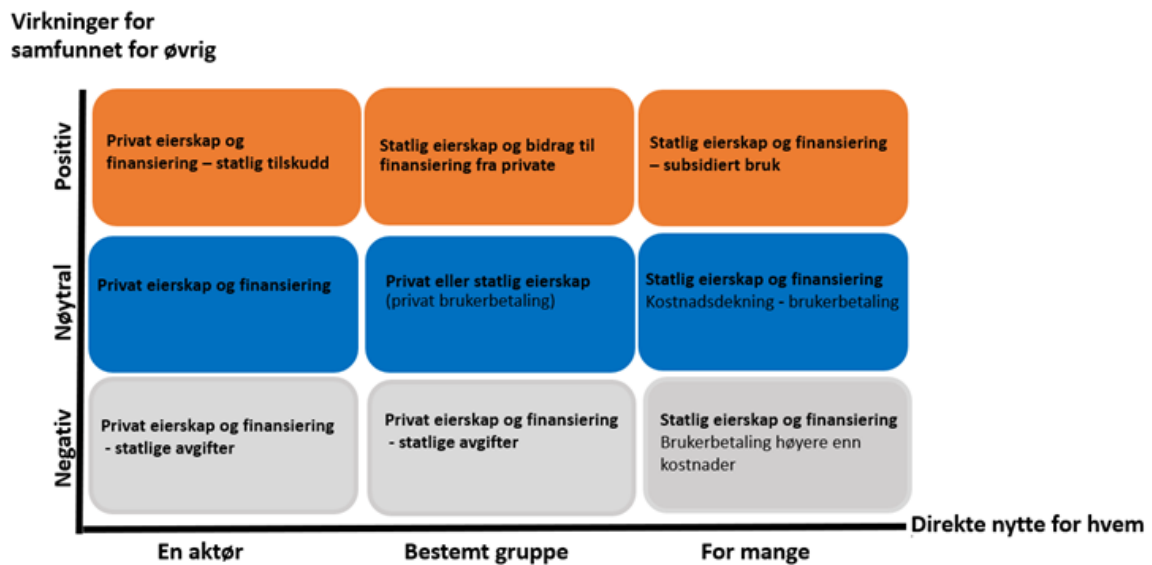 Virkninger for
samfunnet for øvrig
Positiv
Privat eierskap og
finansiering – statlig tilskudd
Statlig eierskap og bidrag til
finansiering fra private
Statlig eierskap og finansiering
– subsidiert bruk
Nøytral
Privat eierskap og finansiering
Privat eller statlig eierskap
(privat brukerbetaling)
Statlig eierskap og finansiering
Kostnadsdekning - brukerbetaling
Negativ
Privat eierskap og finansiering
- statlige avgifter
Privat eierskap og finansiering
- statlige avgifter
Statlig eierskap og finansiering
Brukerbetaling høyere enn
kostnader
Direkte nytte for hvem
En aktør
Bestemt gruppe
For mange